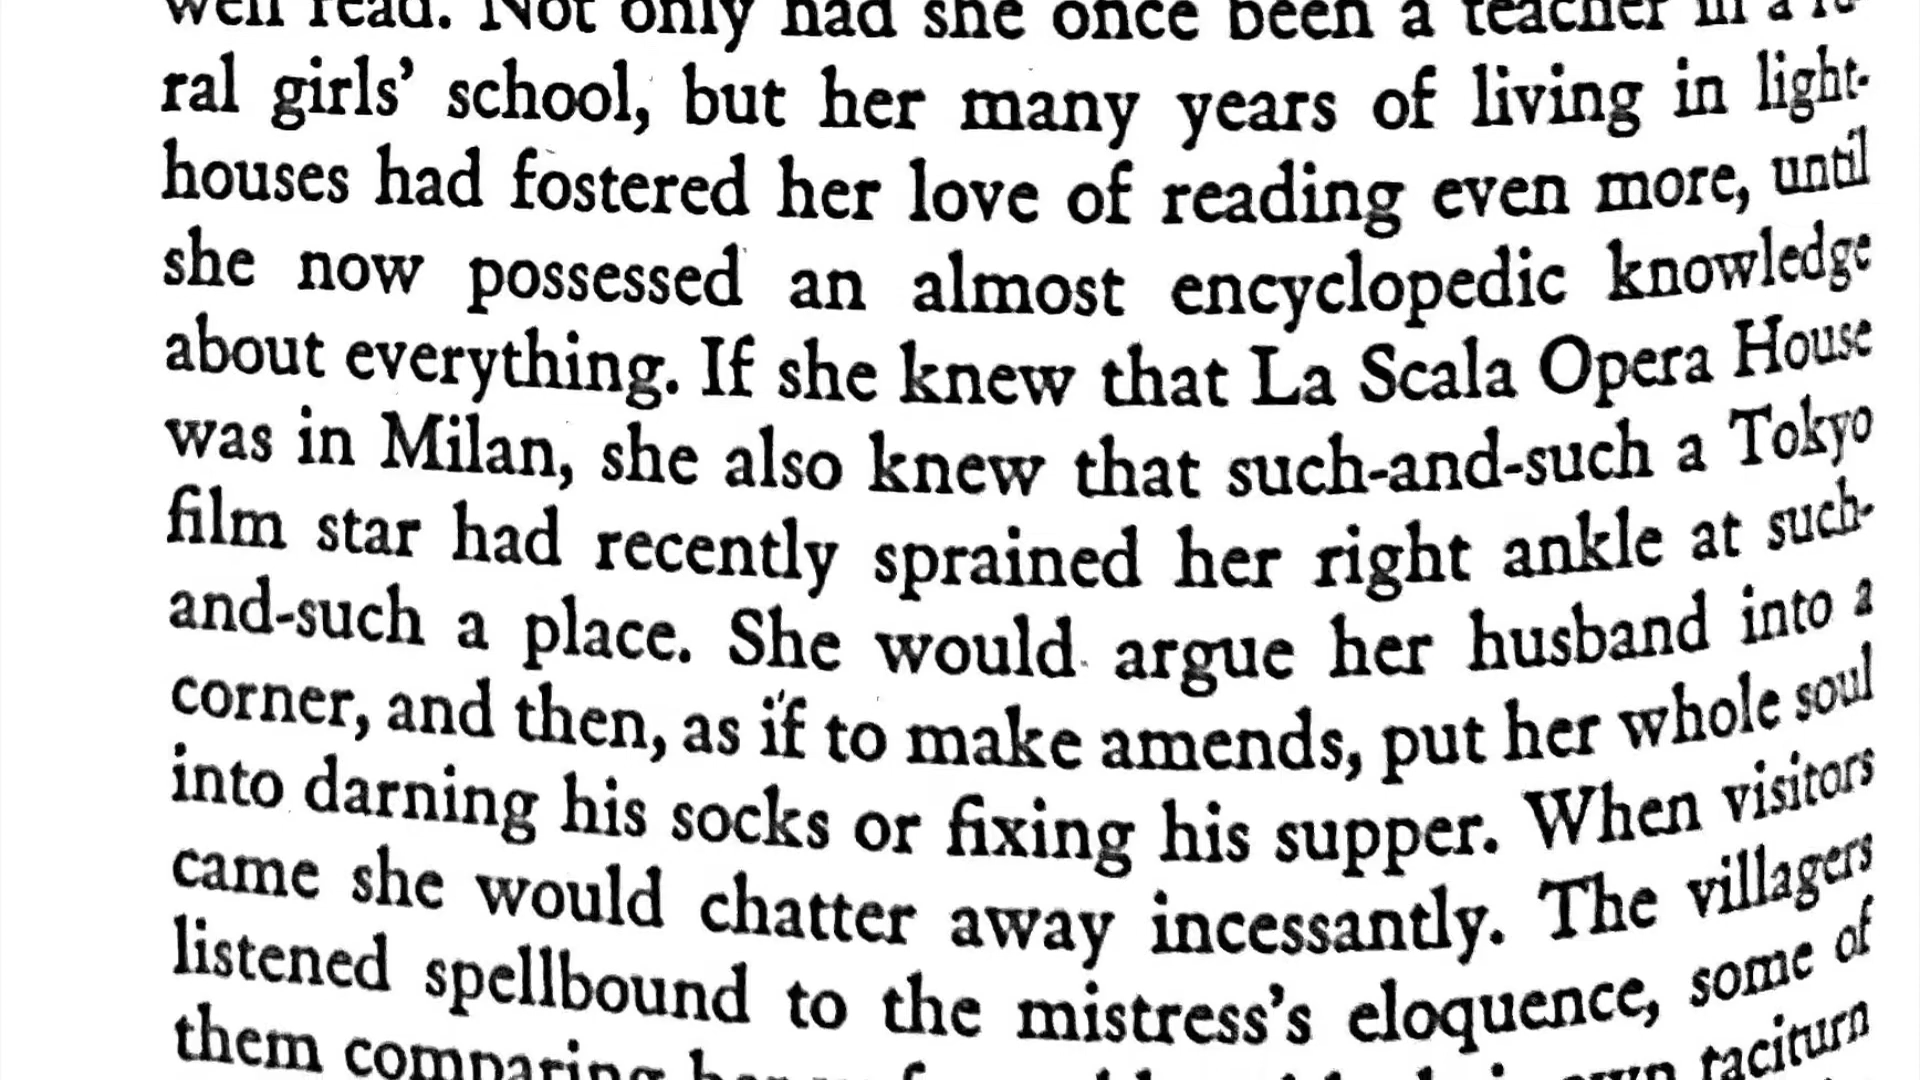 well read. Not only had she once been a teacher in a ru-
ral girls' school, but her many years of living in light-
houses had fostered her love of reading even more, until
she now possessed an almost encyclopedic knowledge
about everything. If she knew that La Scala Opera House
was in Milan, she also knew that such-and-such a Tokyo
film star had recently sprained her right ankle at such-
and-such a place. She would argue her husband into a
corner, and then, as if to make amends, put her whole soul
into darning his socks or fixing his supper. When visitors
came she would chatter away incessantly. The villagers
listened spellbound to the mistress's eloquence, some of
them comparing her taciturn